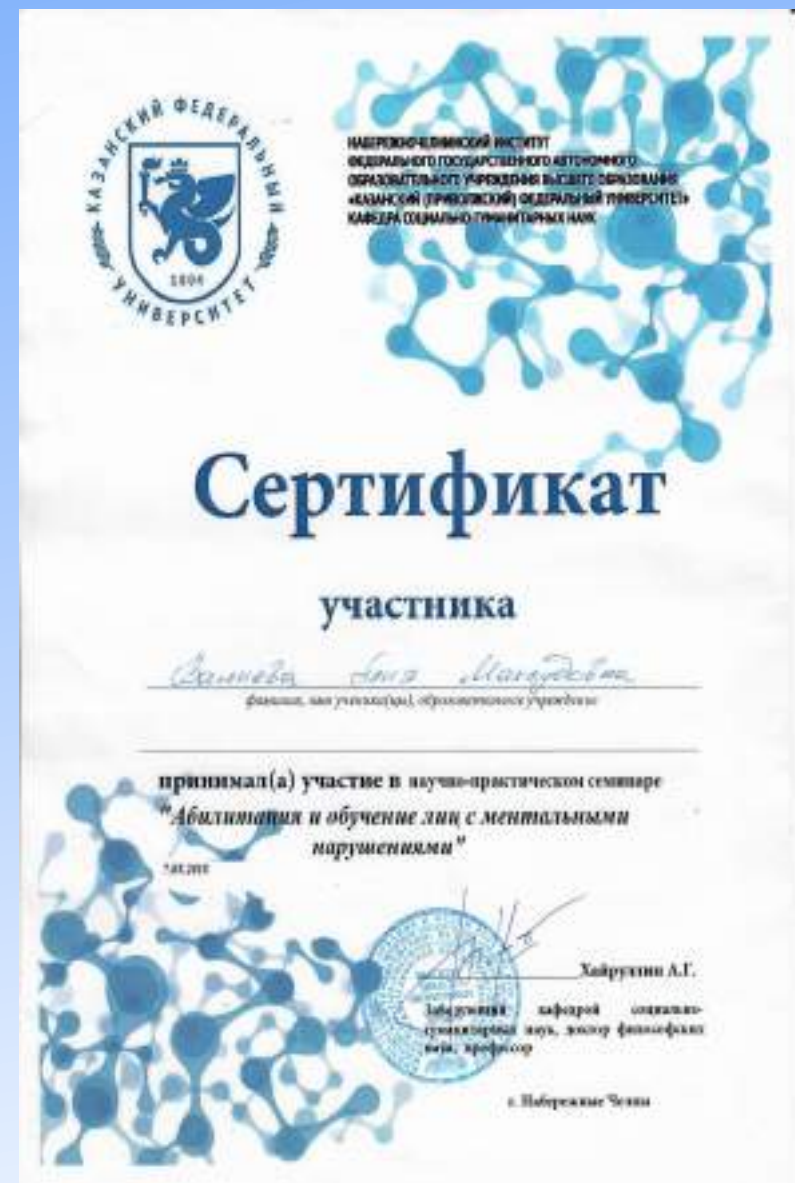 КАЗАНСКИЙ ФЕДЕРАЛЬНЫЙ УНИВЕРСИТЕТ
1804
НАБЕРЕЖНОЧЕЛНИНСКИЙ ИНСТИТУТ
ФЕДЕРАЛЬНОГО ГОСУДАРСТВЕННОГО АВТОНОМНОГО
ОБРАЗОВАТЕЛЬНОГО УЧРЕЖДЕНИЯ ВЫСШЕГО ОБРАЗОВАНИЯ
«КАЗАНСКИЙ (ПРИВОЛЖСКИЙ) ФЕДЕРАЛЬНЫЙ УНИВЕРСИТЕТ»
КАФЕДРА СОЦИАЛЬНО-ГУМАНИТАРНЫХ НАУК
Сертификат
участника
фамилия, имя ученика(цы), образовательное учреждение
принимал(а) участие в научно-практическом семинаре
"Абилитация и обучение лиц с ментальными
нарушениями"
А.Г.
Заведующий кафедрой социально-
гуманитарных наук, доктор философских
наук, профессор
г. Набережные Челны